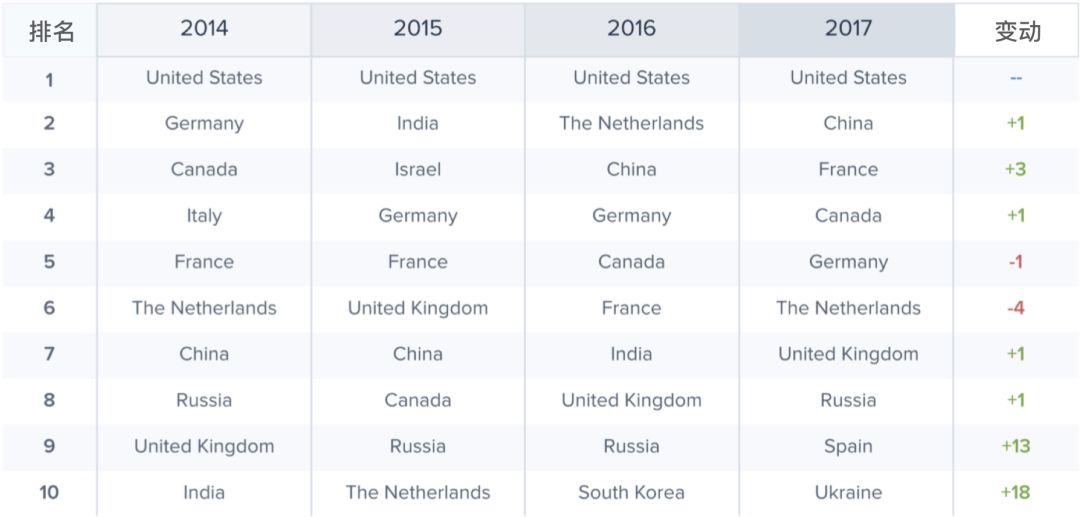 排名 2014 2015 2016 2017 变动
1 United States United States United States United States --
2 Germany India The Netherlands China +1
3 Canada Israel China France +3
4 Italy Germany Germany Canada +1
5 France France Canada Germany -1
6 The Netherlands United Kingdom France The Netherlands -4
7 China China India United Kingdom +1
8 Russia Canada United Kingdom Russia +1
9 United Kingdom Russia Russia Spain +13
10 India The Netherlands South Korea Ukraine +18